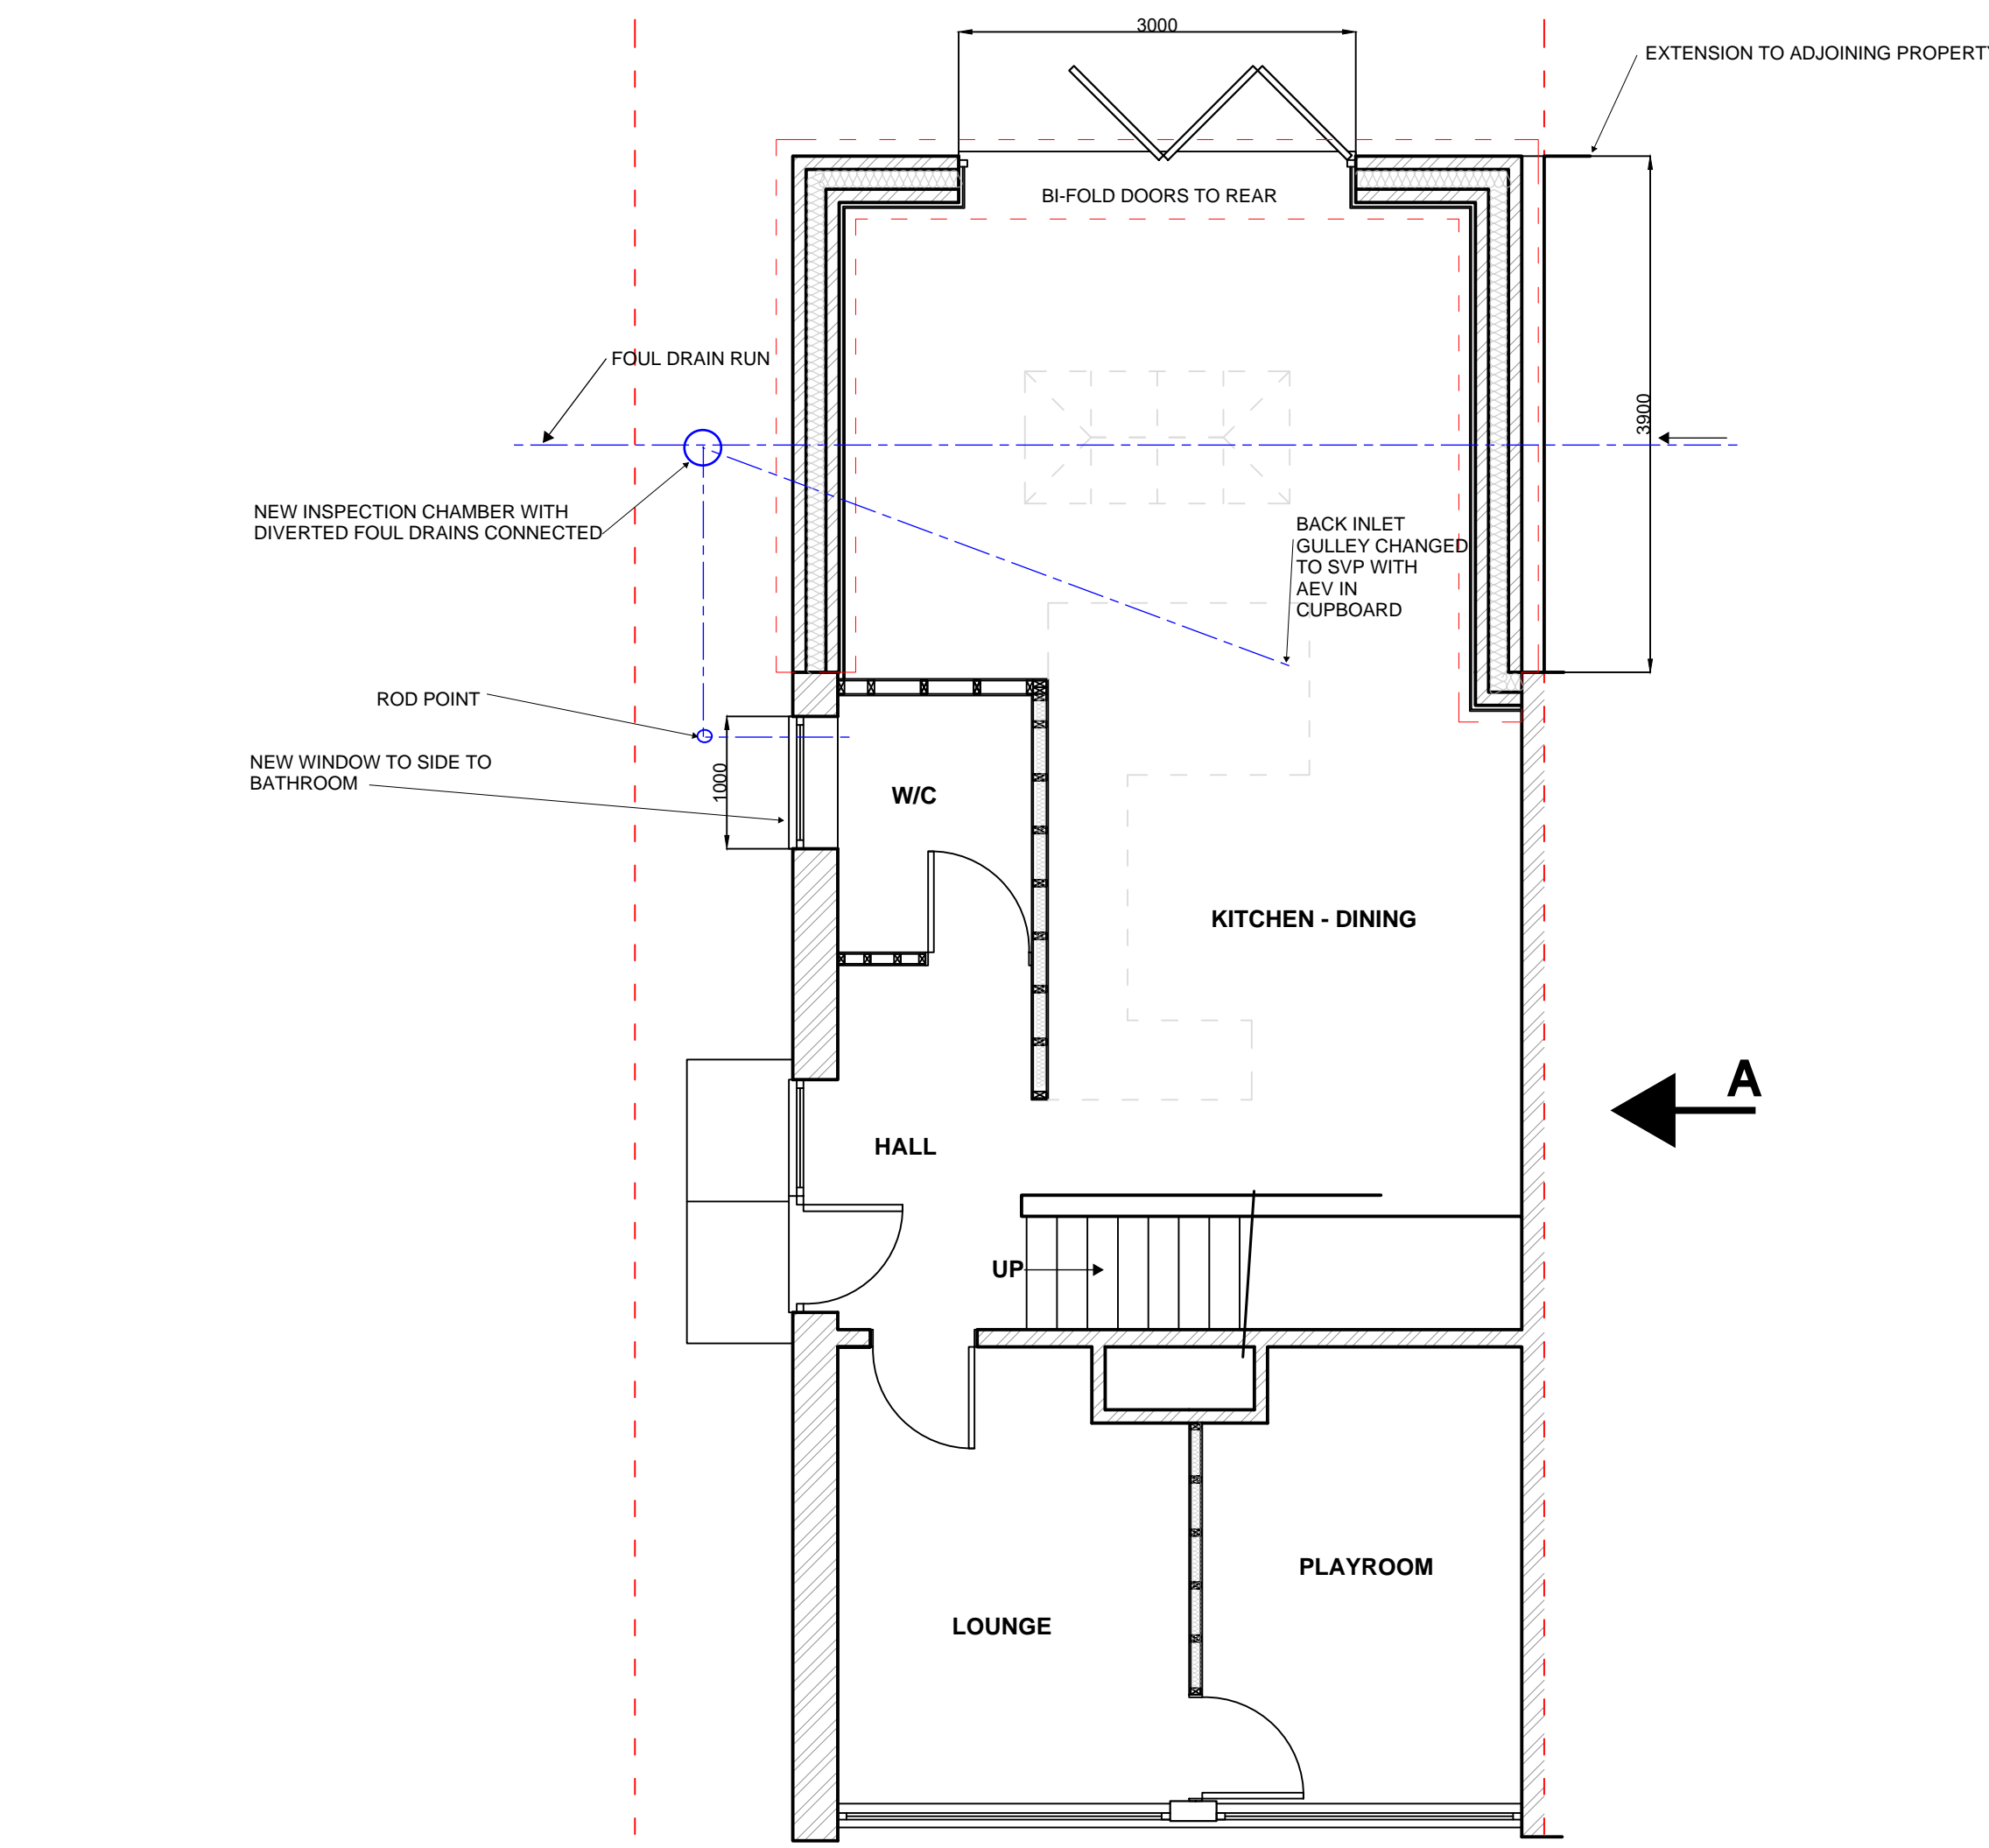 3000
EXTENSION TO ADJOINING PROPERTY
BI-FOLD DOORS TO REAR
FOUL DRAIN RUN
3900
NEW INSPECTION CHAMBER WITH
DIVERTED FOUL DRAINS CONNECTED
BACK INLET
GULLEY CHANGED
TO SVP WITH
AEV IN
CUPBOARD
ROD POINT
NEW WINDOW TO SIDE TO
BATHROOM
1000
W/C
KITCHEN - DINING
A
HALL
UP
PLAYROOM
LOUNGE